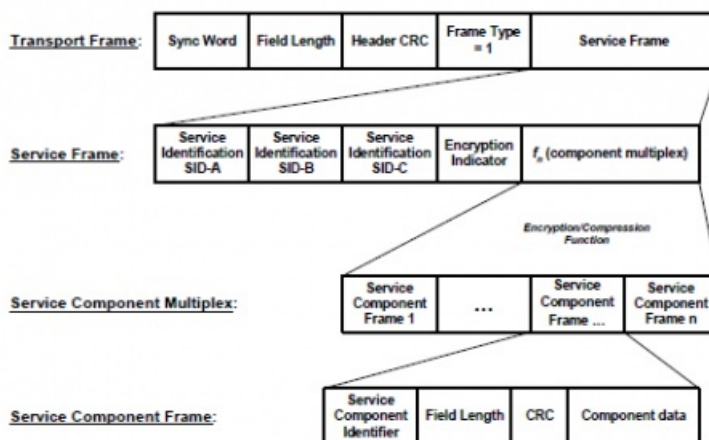 Transport Frame:
Sync Word
Field Length
Header CRC
Frame Type
= 1
Service Frame
Service Frame:
Service
Identification
SID-A
Service
Identification
SID-B
Service
Identification
SID-C
Encryption
Indicator
fn (component multiplex)
Encryption/Compression
Function
Service Component Multiplex:
Service
Component
Frame 1
...
Service
Component
Frame ...
Service
Component
Frame n
Service Component Frame:
Service
Component
Identifier
Field Length
CRC
Component data